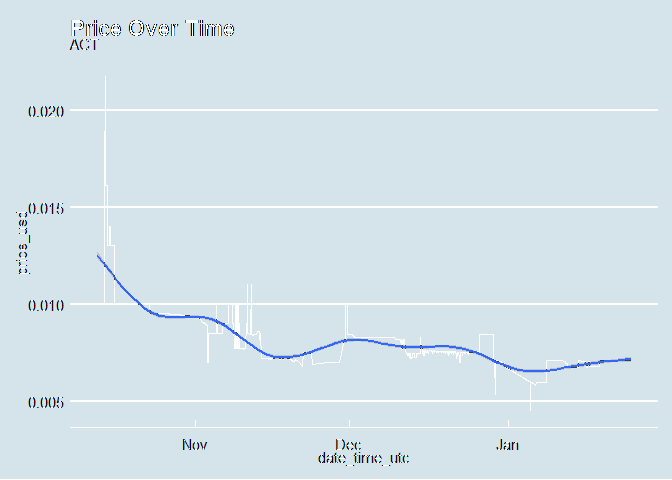 Price Over Time
ACT
0.020
0.015
0.010
0.005
price_usd
Nov
Dec
Jan
date_time_utc